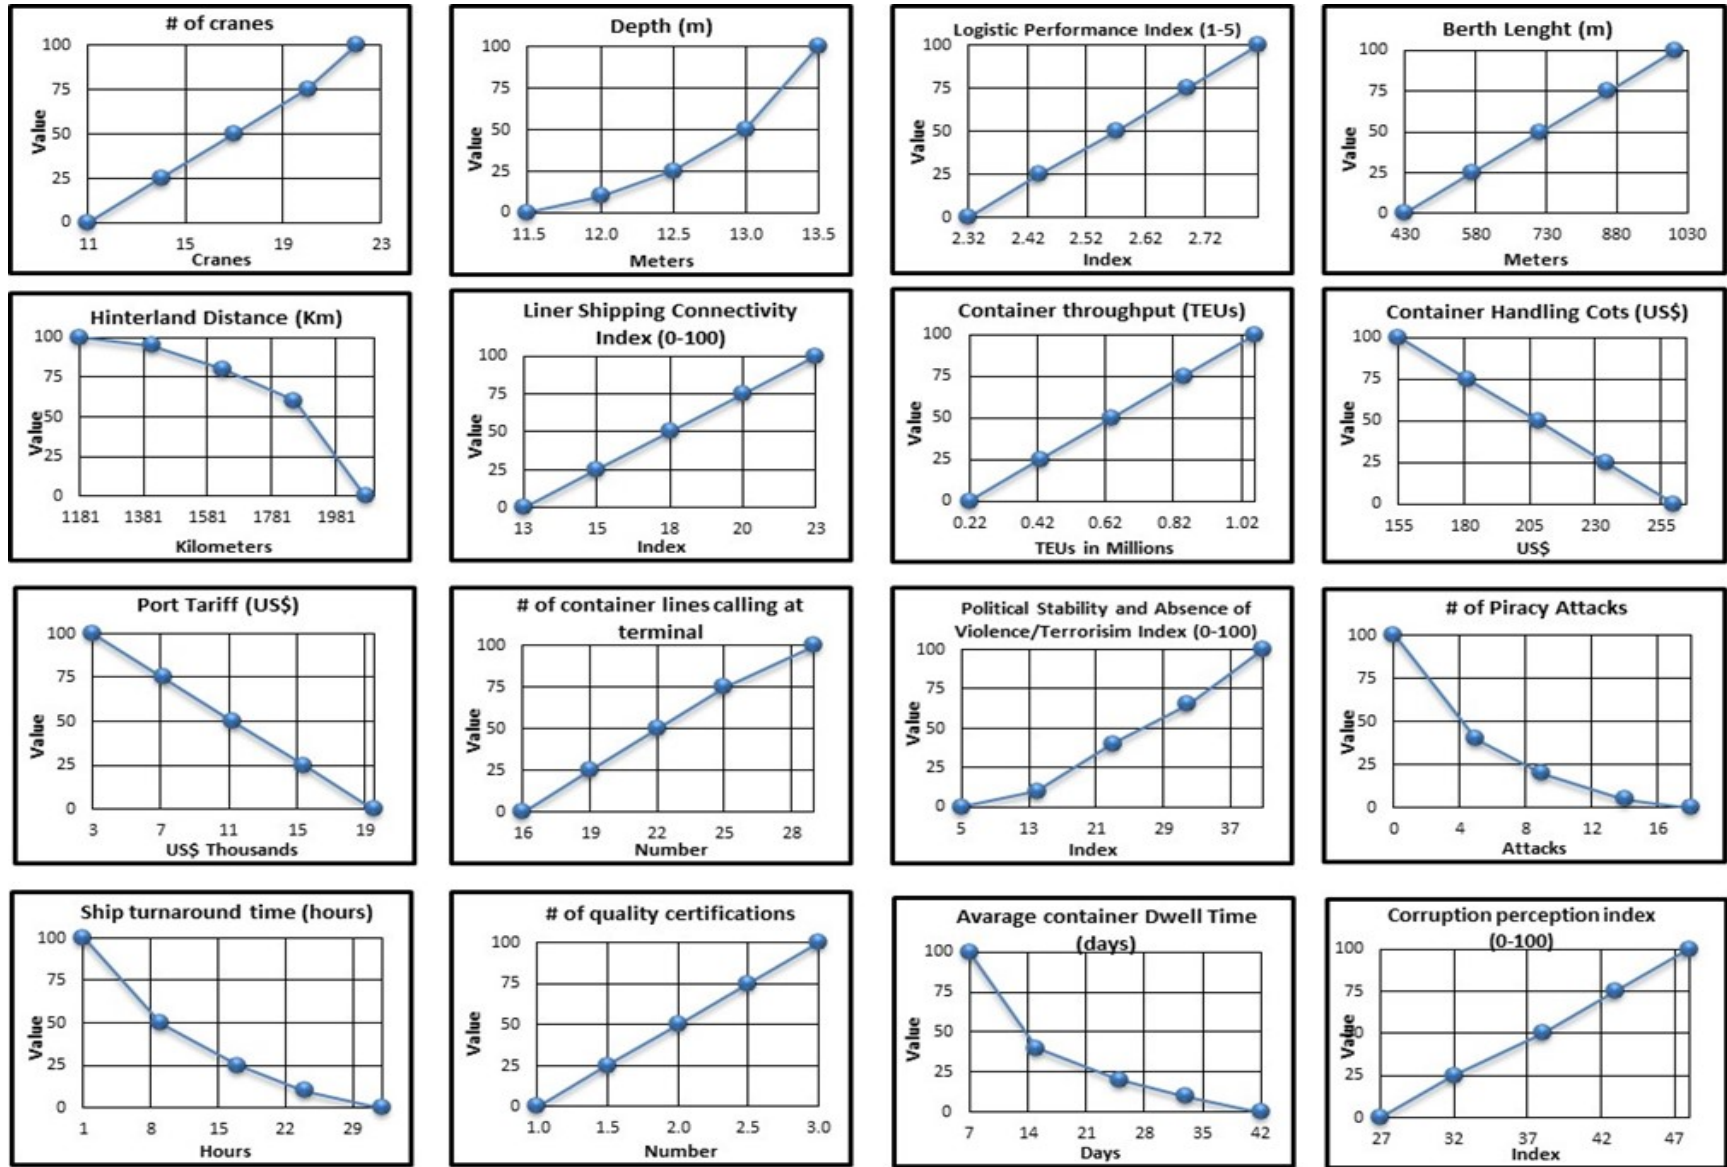 # of cranes
100
75
50
25
0
Value
11 15 19 23
Cranes
Depth (m)
100
75
50
25
0
Value
11.5 12.0 12.5 13.0 13.5
Meters
Logistic Performance Index (1-5)
100
75
50
25
0
Value
2.32 2.42 2.52 2.62 2.72
Index
Berth Lenght (m)
100
75
50
25
0
Value
430 580 730 880 1030
Meters
Hinterland Distance (Km)
100
75
50
25
0
Value
1181 1381 1581 1781 1981
Kilometers
Liner Shipping Connectivity
Index (0-100)
100
75
50
25
0
Value
13 15 18 20 23
Index
Container throughput (TEUs)
100
75
50
25
0
Value
0.22 0.42 0.62 0.82 1.02
TEUs in Millions
Container Handling Cots (US$)
100
75
50
25
0
Value
155 180 205 230 255
US$
Port Tariff (US$)
100
75
50
25
0
Value
3 7 11 15 19
US$ Thousands
# of container lines calling at
terminal
100
75
50
25
0
Value
16 19 22 25 28
Number
Political Stability and Absence of
Violence/Terrorisim Index (0-100)
100
75
50
25
0
Value
5 13 21 29 37
Index
# of Piracy Attacks
100
75
50
25
0
Value
0 4 8 12 16
Attacks
Ship turnaround time (hours)
100
75
50
25
0
Value
1 8 15 22 29
Hours
# of quality certifications
100
75
50
25
0
Value
1.0 1.5 2.0 2.5 3.0
Number
Avarage container Dwell Time
(days)
100
75
50
25
0
Value
7 14 21 28 35 42
Days
Corruption perception index
(0-100)
100
75
50
25
0
Value
27 32 37 42 47
Index